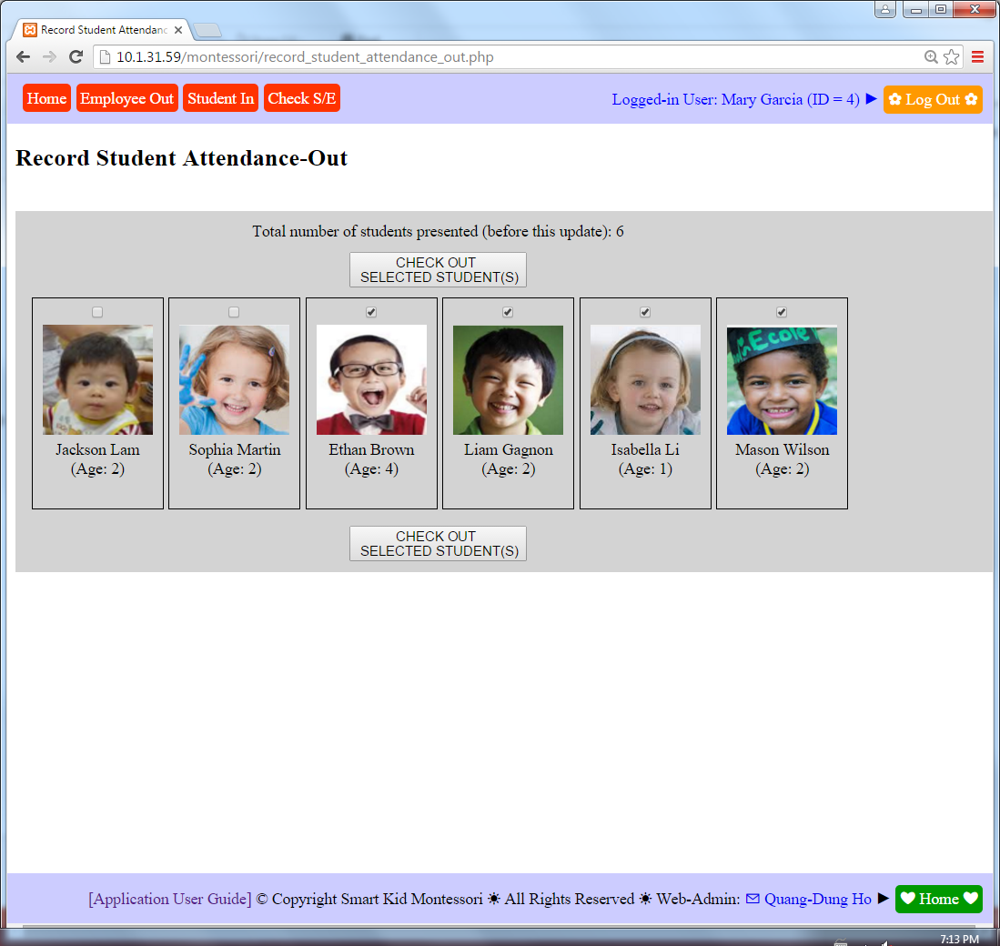 Record Student Attendanc
10.1.31.59/montessori/record_student_attendance_out.php
Home Employee Out Student In Check S/E Logged-in User: Mary Garcia (ID = 4) ► ✿ Log Out ✿
Record Student Attendance-Out
Total number of students presented (before this update): 6
CHECK OUT
SELECTED STUDENT(S)
Ecole
Jackson Lam
(Age: 2)
Sophia Martin
(Age: 2)
Ethan Brown
(Age: 4)
Liam Gagnon
(Age: 2)
Isabella Li
(Age: 1)
Mason Wilson
(Age: 2)
CHECK OUT
SELECTED STUDENT(S)
[Application User Guide] © Copyright Smart Kid Montessori ☀ All Rights Reserved ☀ Web-Admin: ✉ Quang-Dung Ho ► ♥ Home ♥
7:13 PM